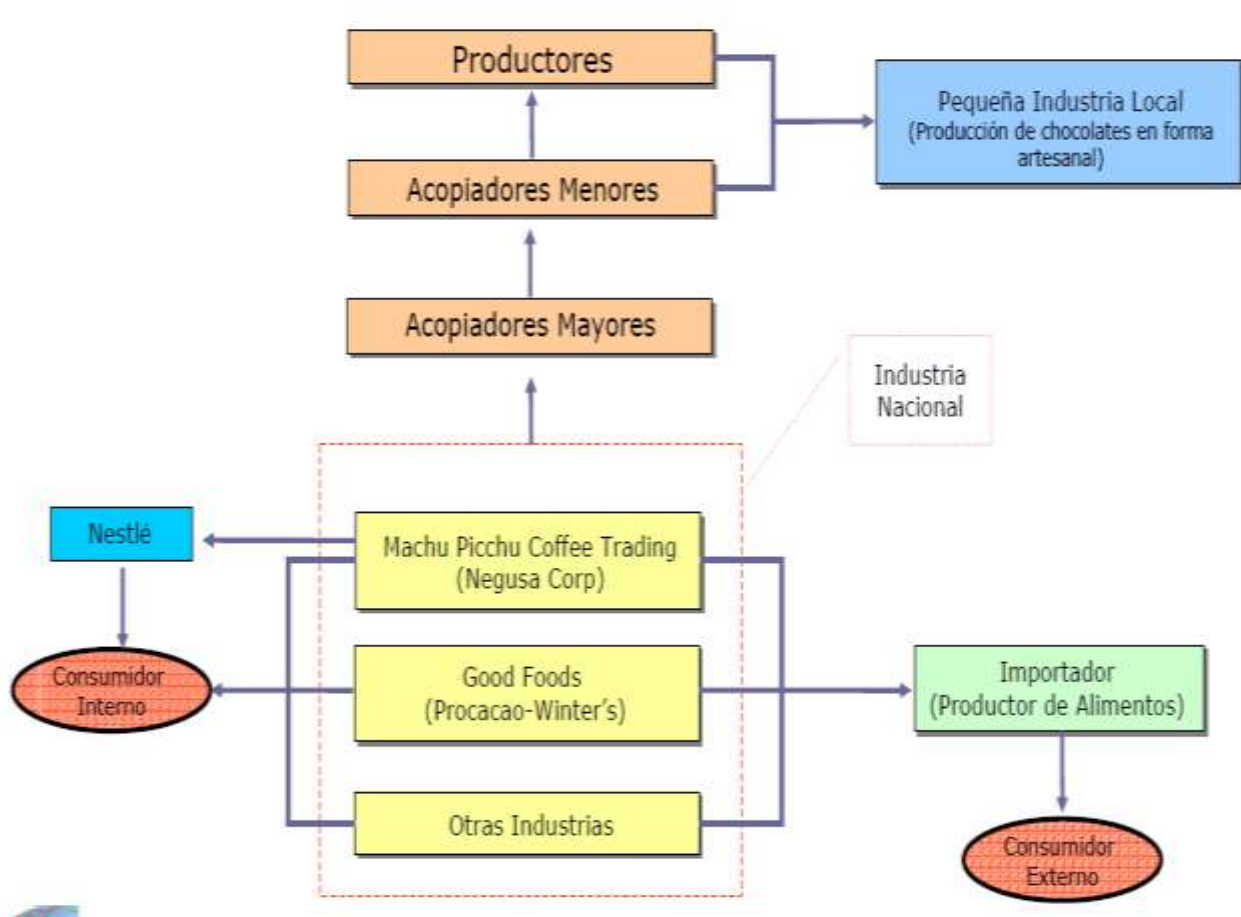 Productores
Pequeña Industria Local
(Producción de chocolates en forma
artesanal)
Acopiadores Menores
Acopiadores Mayores
Industria
Nacional
Nestlé
Machu Picchu Coffee Trading
(Negusa Corp)
Consumidor
Interno
Good Foods
(Procacao-Winter's)
Importador
(Productor de Alimentos)
Otras Industrias
Consumidor
Externo